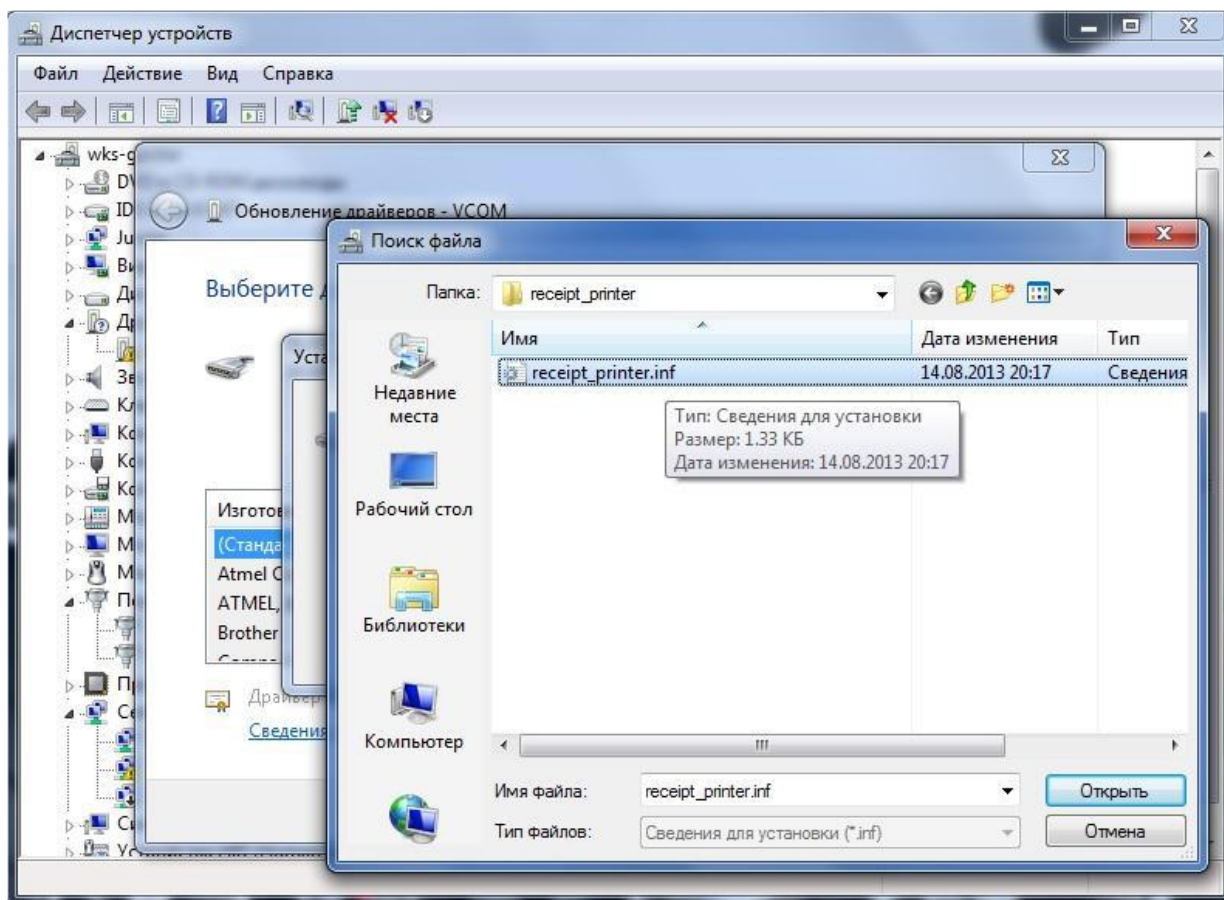 Диспетчер устройств
Файл Действие Вид Справка
Обновление драйверов - VCOM
Поиск файла
Выберите
Папка: receipt_printer
Имя Дата изменения Тип
receipt_printer.inf 14.08.2013 20:17 Сведения
Тип: Сведения для установки
Размер: 1.33 КБ
Дата изменения: 14.08.2013 20:17
Недавние
места
Рабочий стол
Библиотеки
Компьютер
(Станда
Atmel
ATMEL,
Brother
Сведения
Имя файла: receipt_printer.inf Открыть
Тип файлов: Сведения для установки (*.inf) Отмена